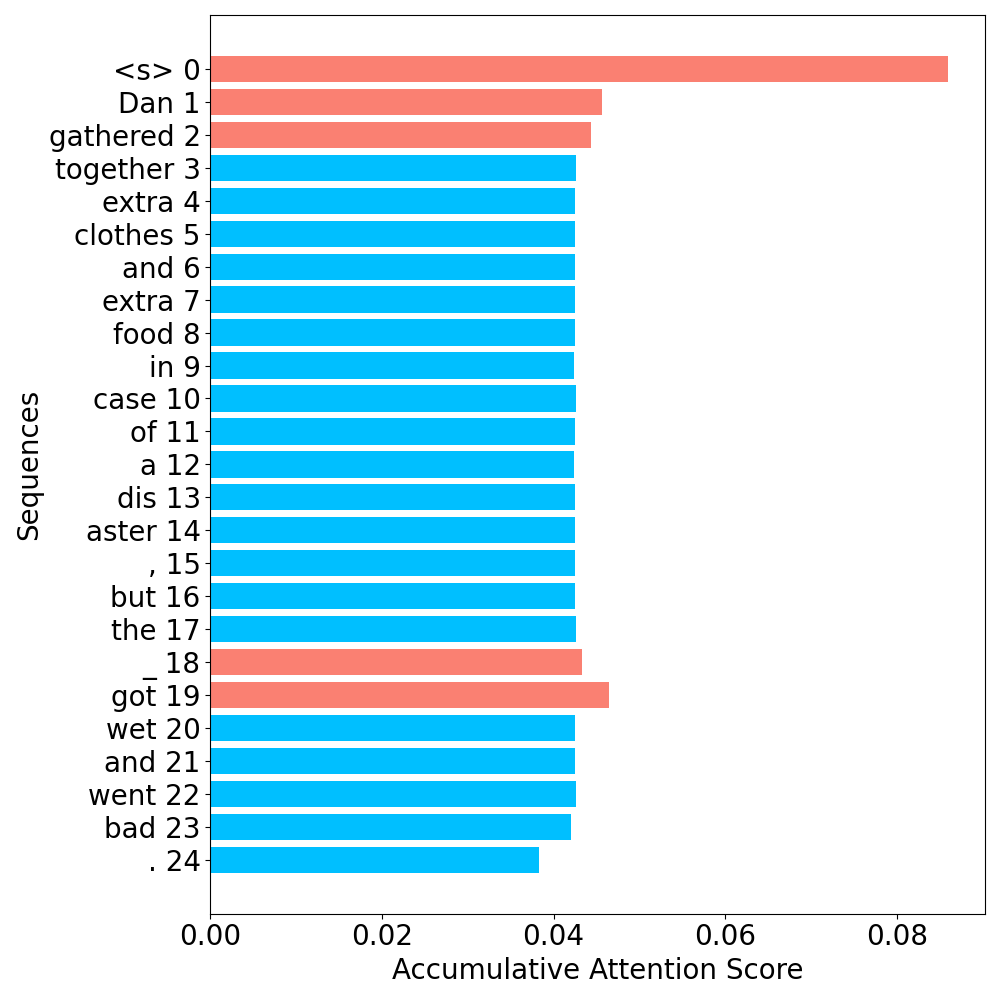 <s> 0
Dan 1
gathered 2
together 3
extra 4
clothes 5
and 6
extra 7
food 8
in 9
case 10
of 11
a 12
dis 13
aster 14
, 15
but 16
the 17
_ 18
got 19
wet 20
and 21
went 22
bad 23
. 24
Sequences
0.00 0.02 0.04 0.06 0.08
Accumulative Attention Score